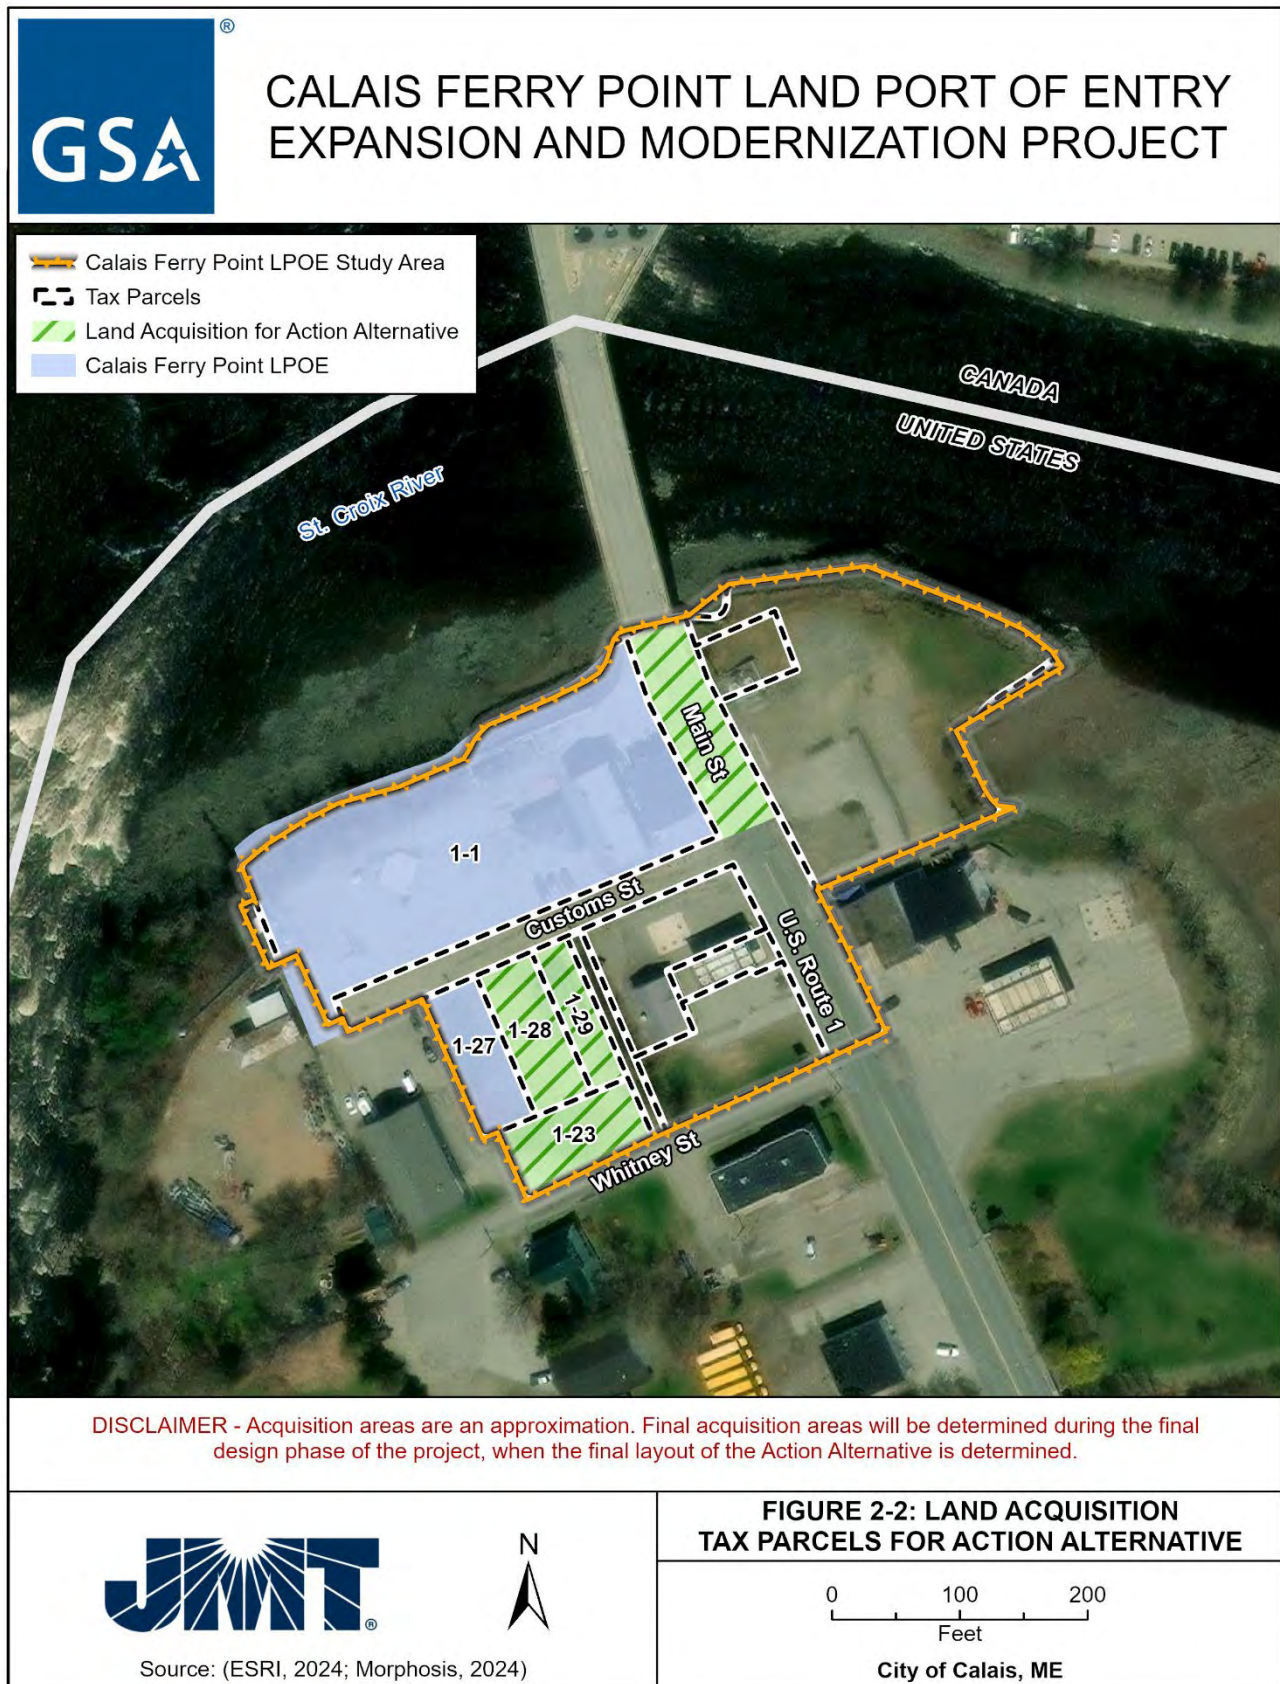 GSA
®
CALAIS FERRY POINT LAND PORT OF ENTRY
EXPANSION AND MODERNIZATION PROJECT
Calais Ferry Point LPOE Study Area
Tax Parcels
Land Acquisition for Action Alternative
Calais Ferry Point LPOE
CANADA
UNITED STATES
St. Croix River
Main St
1-1
Customs St
U.S. Route 1
1-29
1-28
1-27
1-23
Whitney St
DISCLAIMER - Acquisition areas are an approximation. Final acquisition areas will be determined during the final
design phase of the project, when the final layout of the Action Alternative is determined.
JMT®
N
Source: (ESRI, 2024; Morphosis, 2024)
FIGURE 2-2: LAND ACQUISITION
TAX PARCELS FOR ACTION ALTERNATIVE
0 100 200
Feet
City of Calais, ME